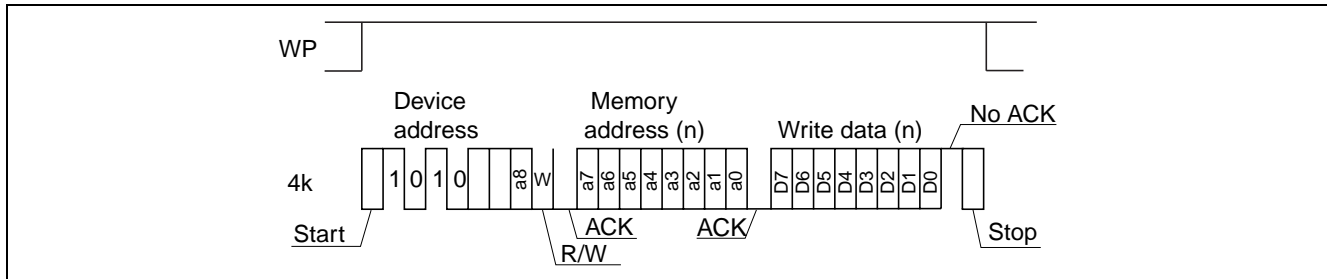 WP
Device
address
Memory
address (n)
Write data (n)
No ACK
4k
1 0 1 0 a8 W a7 a6 a5 a4 a3 a2 a1 a0 D7 D6 D5 D4 D3 D2 D1 D0
Start
ACK
ACK
Stop
R/W